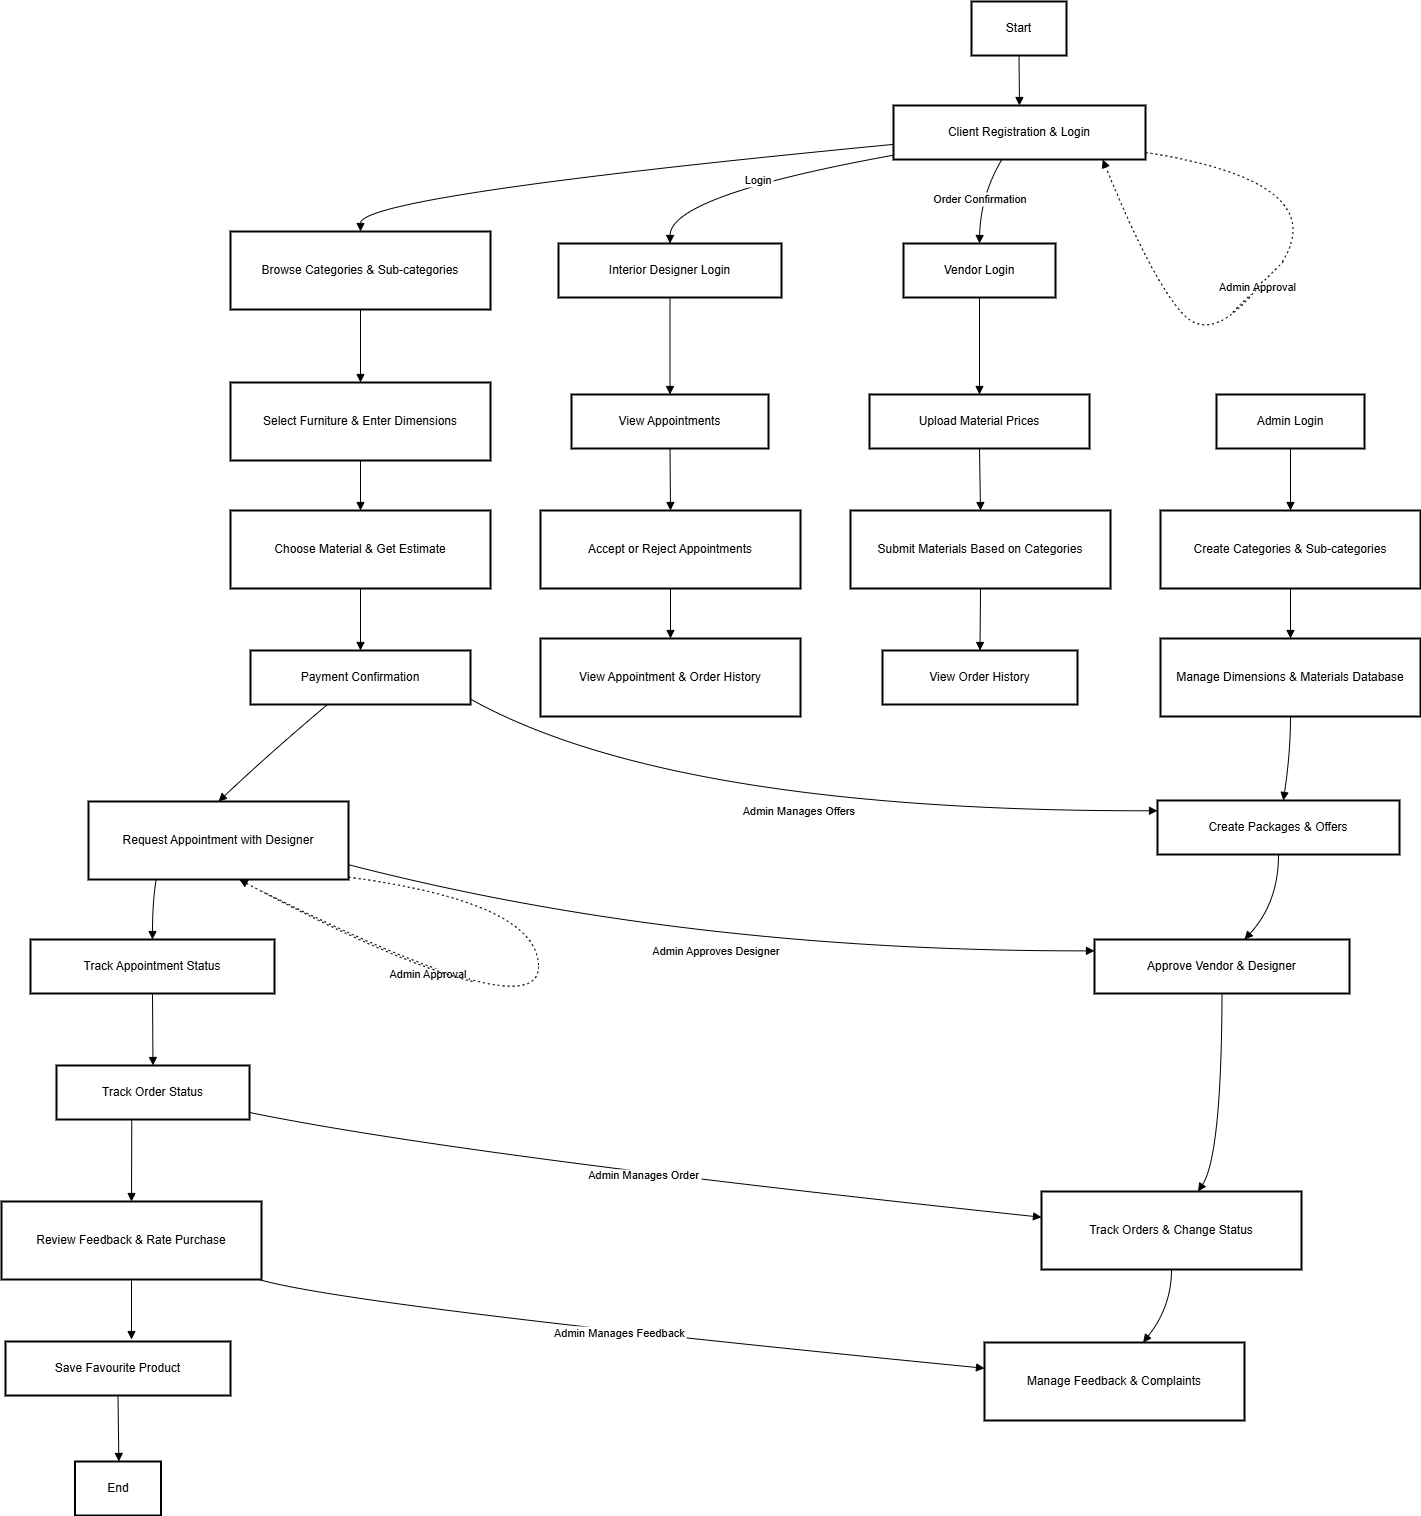 Start
Client Registration & Login
Login
Order Confirmation
Browse Categories & Sub-categories
Interior Designer Login
Vendor Login
Admin Approval
Select Furniture & Enter Dimensions
View Appointments
Upload Material Prices
Admin Login
Choose Material & Get Estimate
Accept or Reject Appointments
Submit Materials Based on Categories
Create Categories & Sub-categories
Payment Confirmation
View Appointment & Order History
View Order History
Manage Dimensions & Materials Database
Admin Manages Offers
Create Packages & Offers
Request Appointment with Designer
Admin Approves Designer
Track Appointment Status
Admin Approval
Approve Vendor & Designer
Track Order Status
Admin Manages Order
Review Feedback & Rate Purchase
Track Orders & Change Status
Admin Manages Feedback
Save Favourite Product
Manage Feedback & Complaints
End